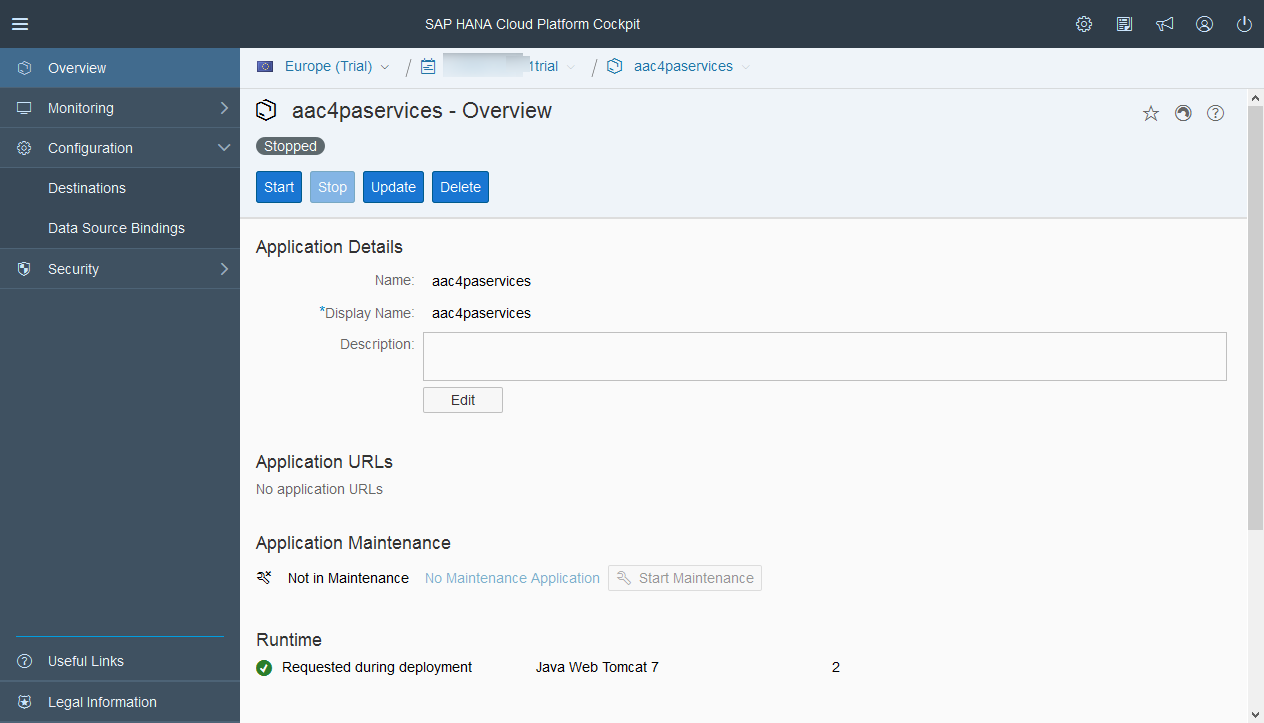 SAP HANA Cloud Platform Cockpit
Overview
Monitoring
Configuration
Destinations
Data Source Bindings
Security
Useful Links
Legal Information
Europe (Trial) / 1trial / aac4paservices
aac4paservices - Overview
Stopped
Start Stop Update Delete
Application Details
Name: aac4paservices
*Display Name: aac4paservices
Description:
Edit
Application URLs
No application URLs
Application Maintenance
Not in Maintenance No Maintenance Application Start Maintenance
Runtime
Requested during deployment Java Web Tomcat 7 2